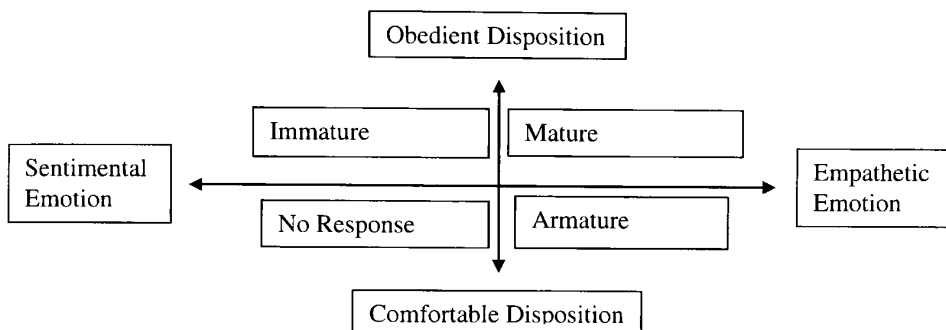 Obedient Disposition
Immature
Mature
Sentimental
Emotion
Empathetic
Emotion
No Response
Armature
Comfortable Disposition